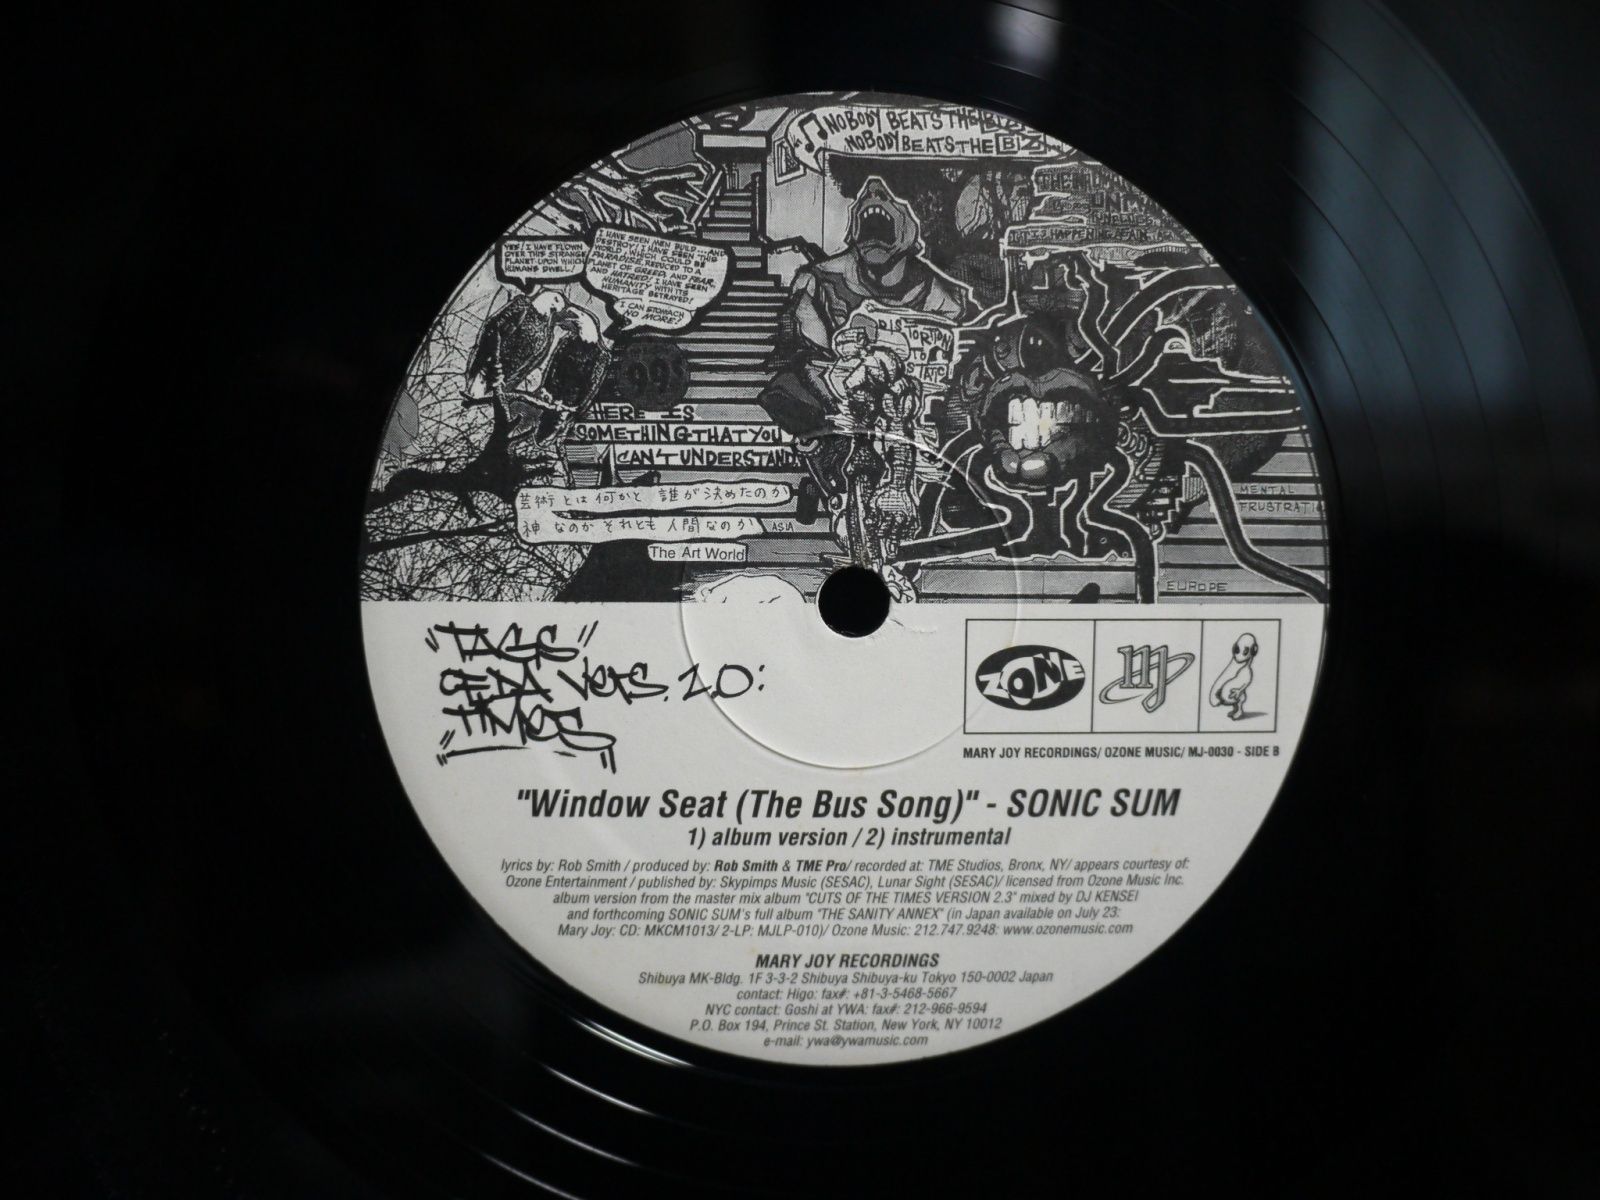 NOBODY BEATS THE BIZ
NOBODY BEATS THE BIZ
YES! I HAVE FLOWN
OVER THIS STRANGE
PLANET UPON WHICH
HUMANS DWELL!
I HAVE SEEN MEN BUILD...AND
DESTROY! I HAVE SEEN THIS
WORLD, WHICH COULD BE
PARADISE, REDUCED TO A
PLANET OF GREED, AND FEAR,
AND HATRED! I HAVE SEEN
HUMANITY WITH ITS
HERITAGE BETRAYED!
I CAN STOMACH
NO MORE!
DISTORTION
TO
STATIC
HERE IS
SOMETHING THAT YOU
CAN'T UNDERSTAND
芸術とは何かと 誰が決めたのか
神なのか それとも 人間なのか
ASIA
The Art World
MENTAL
FRUSTRATI
EUROPE
"TAGS
OF DA VERS. 2.0:
TIMES"
OZONE
MJ
MARY JOY RECORDINGS/ OZONE MUSIC/ MJ-0030 - SIDE B
"Window Seat (The Bus Song)" - SONIC SUM
1) album version / 2) instrumental
lyrics by: Rob Smith / produced by: Rob Smith & TME Pro/ recorded at: TME Studios, Bronx, NY/ appears courtesy of:
Ozone Entertainment / published by: Skypimps Music (SESAC), Lunar Sight (SESAC)/ licensed from Ozone Music Inc.
album version from the master mix album "CUTS OF THE TIMES VERSION 2.3" mixed by DJ KENSEI
and forthcoming SONIC SUM's full album "THE SANITY ANNEX" (in Japan available on July 23:
Mary Joy: CD: MKCM1013/ 2-LP: MJLP-010)/ Ozone Music: 212.747.9248: www.ozonemusic.com
MARY JOY RECORDINGS
Shibuya MK-Bldg. 1F 3-3-2 Shibuya Shibuya-ku Tokyo 150-0002 Japan
contact: Higo: fax#: +81-3-5468-5667
NYC contact: Goshi at YWA: fax#: 212-966-9594
P.O. Box 194, Prince St. Station, New York, NY 10012
e-mail: ywa@ywamusic.com